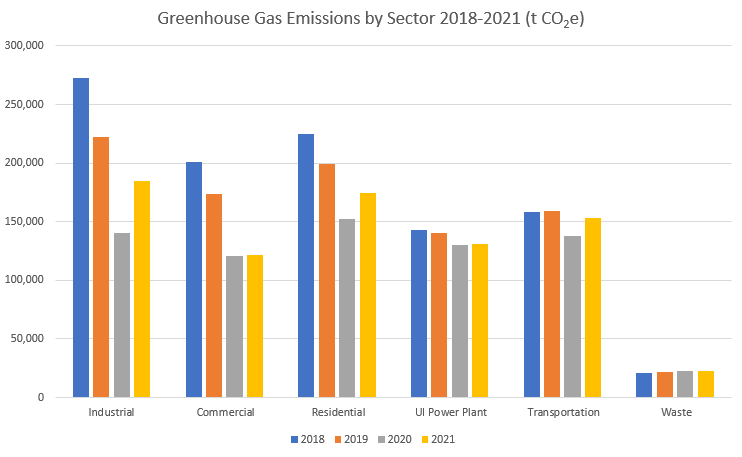 Greenhouse Gas Emissions by Sector 2018-2021 (t CO₂e)
300,000
250,000
200,000
150,000
100,000
50,000
0
Industrial Commercial Residential UI Power Plant Transportation Waste
2018 2019 2020 2021